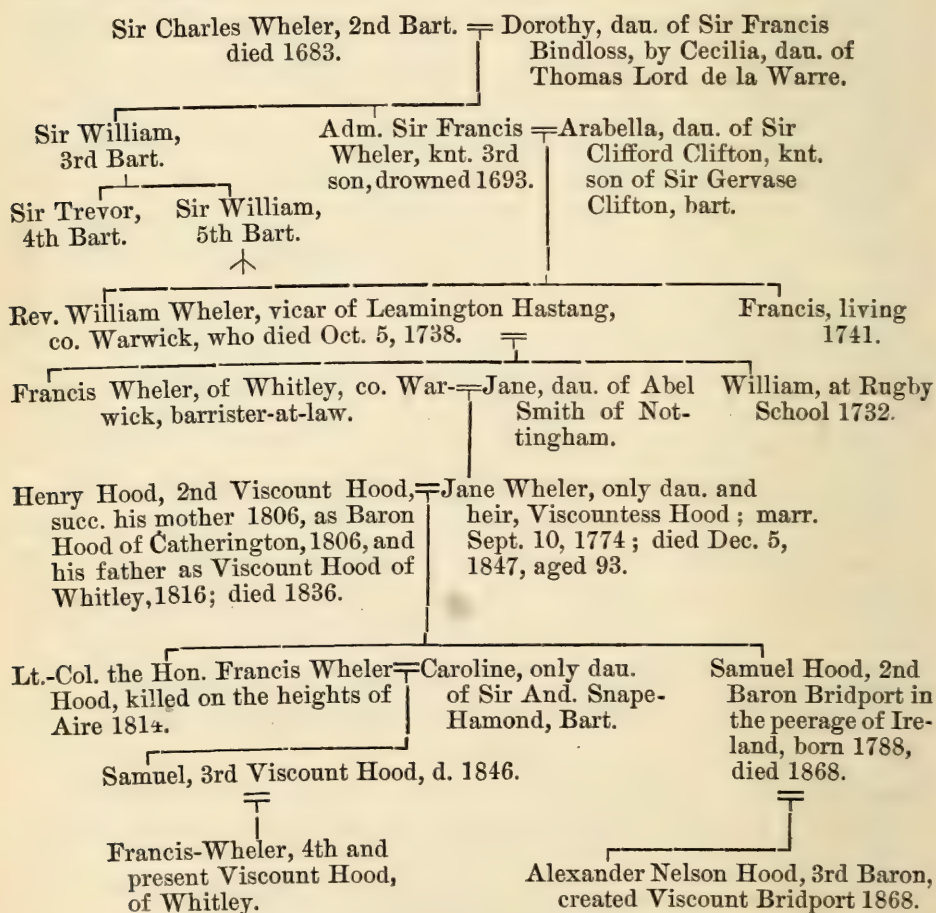 Sir Charles Wheler, 2nd Bart. = Dorothy, dau. of Sir Francis
died 1683.
Bindloss, by Cecilia, dau. of
Thomas Lord de la Warre.
Sir William,
3rd Bart.
Adm. Sir Francis
Wheler, knt. 3rd
son, drowned 1693.
= Arabella, dau. of Sir
Clifford Clifton, knt.
son of Sir Gervase
Clifton, bart.
Sir Trevor,
4th Bart.
Sir William,
5th Bart.
Rev. William Wheler, vicar of Leamington Hastang,
co. Warwick, who died Oct. 5, 1738. =
Francis, living
1741.
Francis Wheler, of Whitley, co. War-
wick, barrister-at-law.
= Jane, dau. of Abel
Smith of Not-
tingham.
William, at Rugby
School 1732.
Henry Hood, 2nd Viscount Hood,
succ. his mother 1806, as Baron
Hood of Catherington, 1806, and
his father as Viscount Hood of
Whitley, 1816; died 1836.
= Jane Wheler, only dau. and
heir, Viscountess Hood; marr.
Sept. 10, 1774; died Dec. 5,
1847, aged 93.
Lt.-Col. the Hon. Francis Wheler
Hood, killed on the heights of
Aire 1814.
= Caroline, only dau.
of Sir And. Snape-
Hamond, Bart.
Samuel Hood, 2nd
Baron Bridport in
the peerage of Ire-
land, born 1788,
died 1868.
=
Samuel, 3rd Viscount Hood, d. 1846.
=
Francis-Wheler, 4th and
present Viscount Hood,
of Whitley.
Alexander Nelson Hood, 3rd Baron,
created Viscount Bridport 1868.